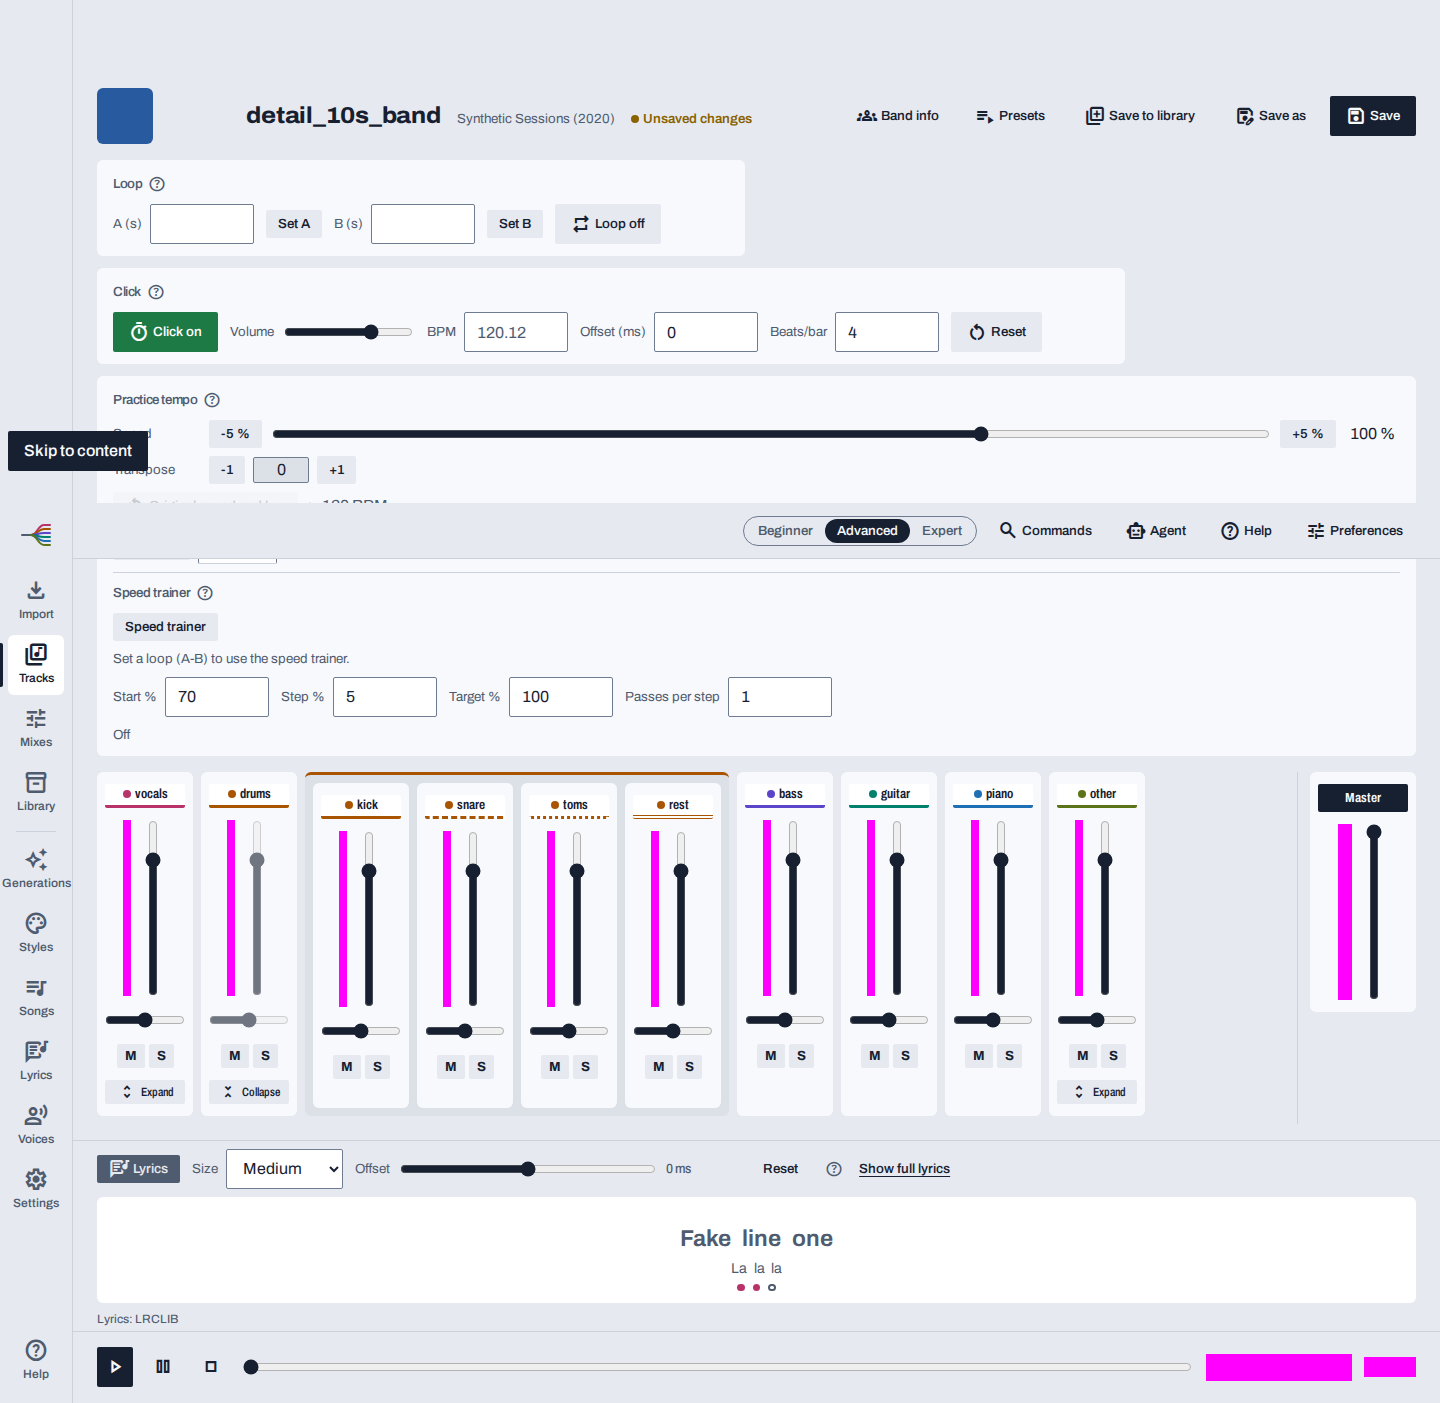 detail_10s_band Synthetic Sessions (2020) Unsaved changes Band info Presets Save to library Save as Save
Loop
A (s) Set A B (s) Set B Loop off
Click
Click on Volume BPM 120.12 Offset (ms) 0 Beats/bar 4 Reset
Practice tempo
-5 % +5 % 100 %
Skip to content
Transpose -1 0 +1
Beginner Advanced Expert Commands Agent Help Preferences
Import
Tracks
Mixes
Library
Generations
Styles
Songs
Lyrics
Voices
Settings
Help
Speed trainer
Speed trainer
Set a loop (A-B) to use the speed trainer.
Start % 70 Step % 5 Target % 100 Passes per step 1
Off
vocals drums kick snare toms rest bass guitar piano other Master
M S M S M S M S M S M S M S M S M S M S
Expand Collapse Expand
Lyrics Size Medium Offset 0 ms Reset Show full lyrics
Fake line one
La la la
Lyrics: LRCLIB